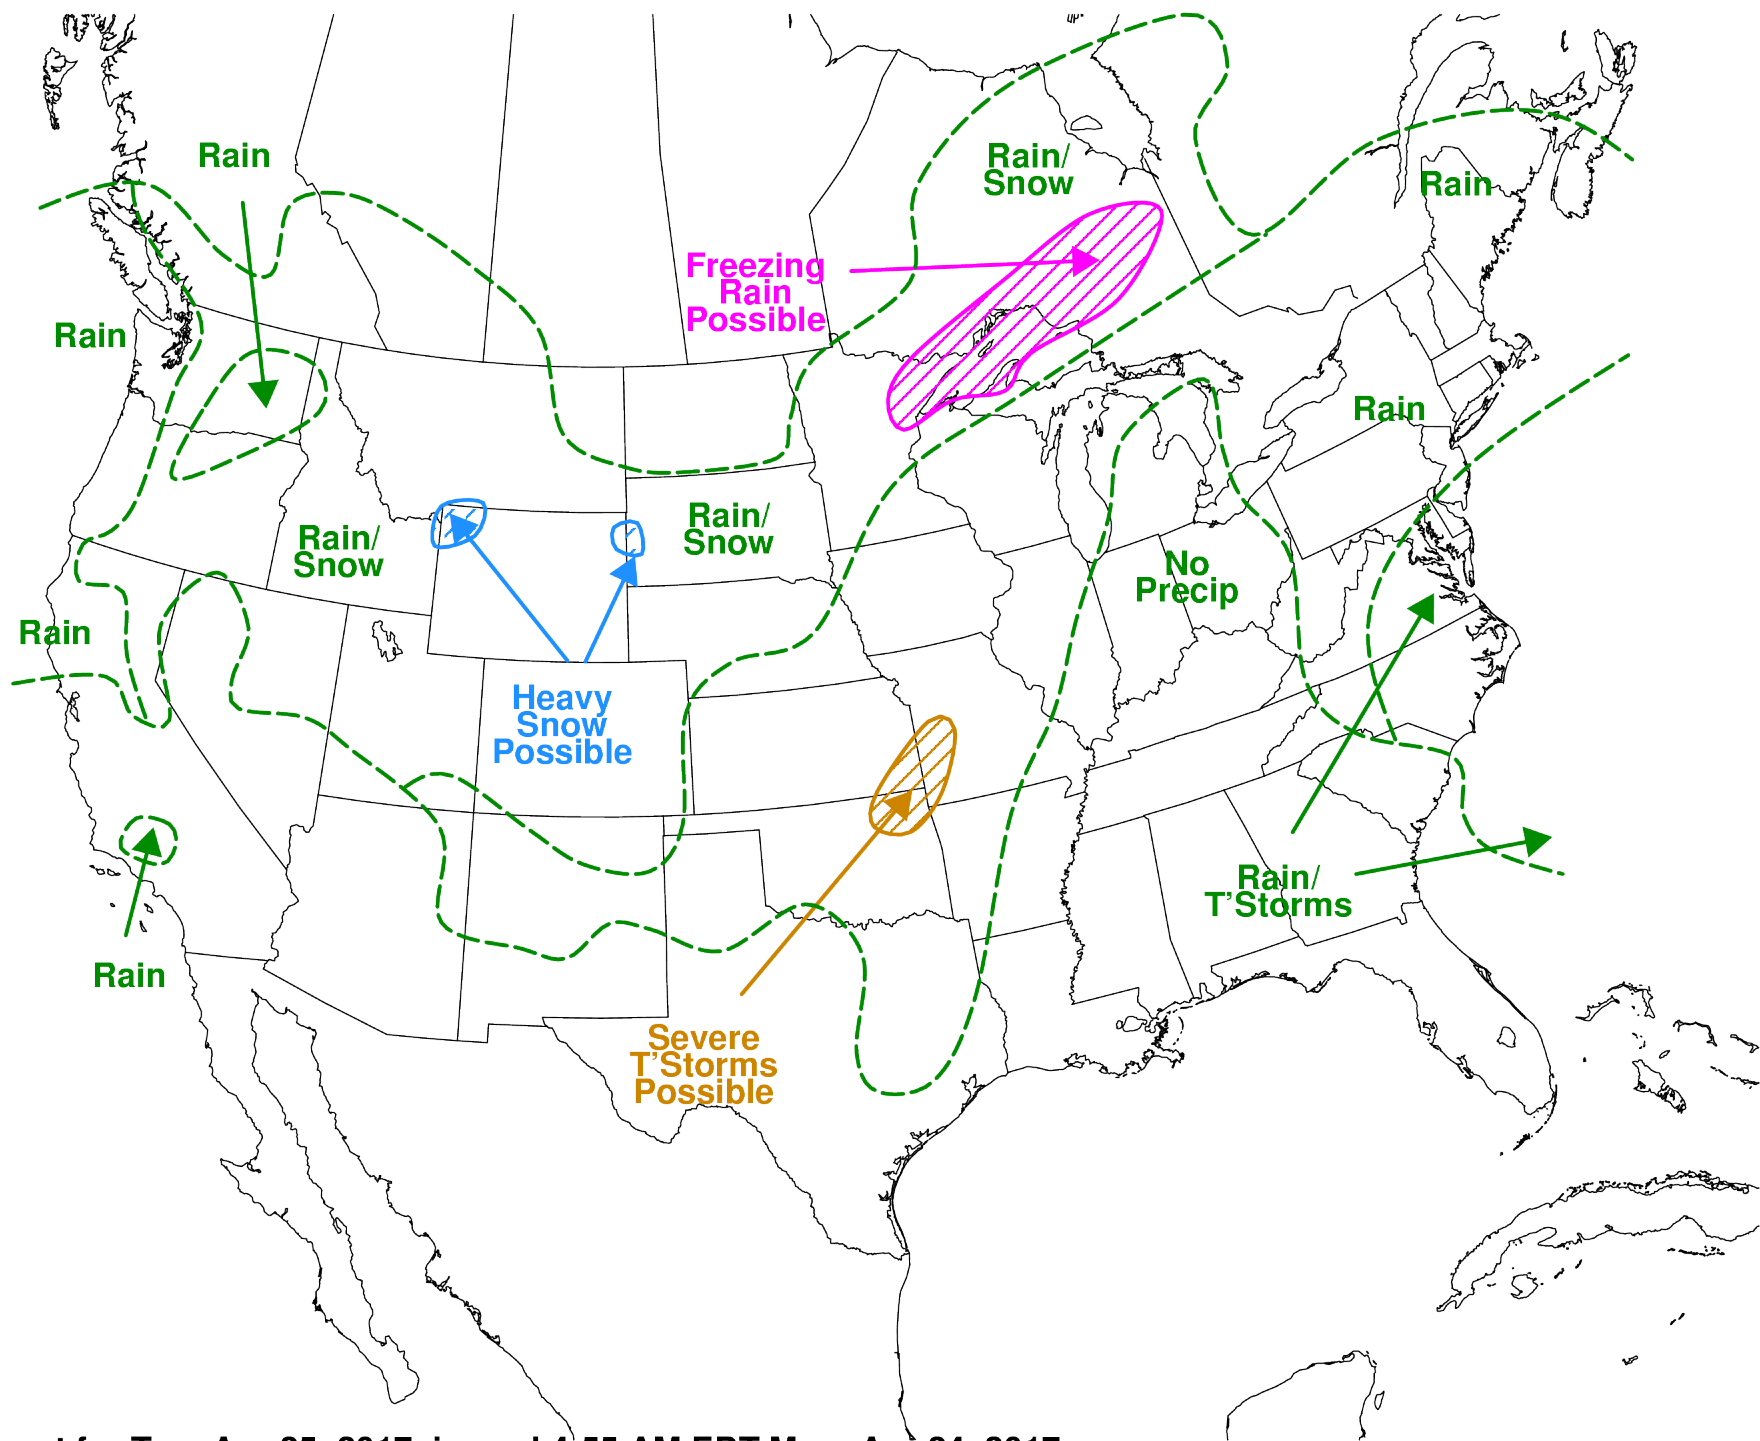 Rain
Rain/
Snow
Rain
Freezing
Rain
Possible
Rain
Rain
Rain/
Snow
Rain/
Snow
No
Precip
Rain
Heavy
Snow
Possible
Rain/
T'Storms
Rain
Severe
T'Storms
Possible